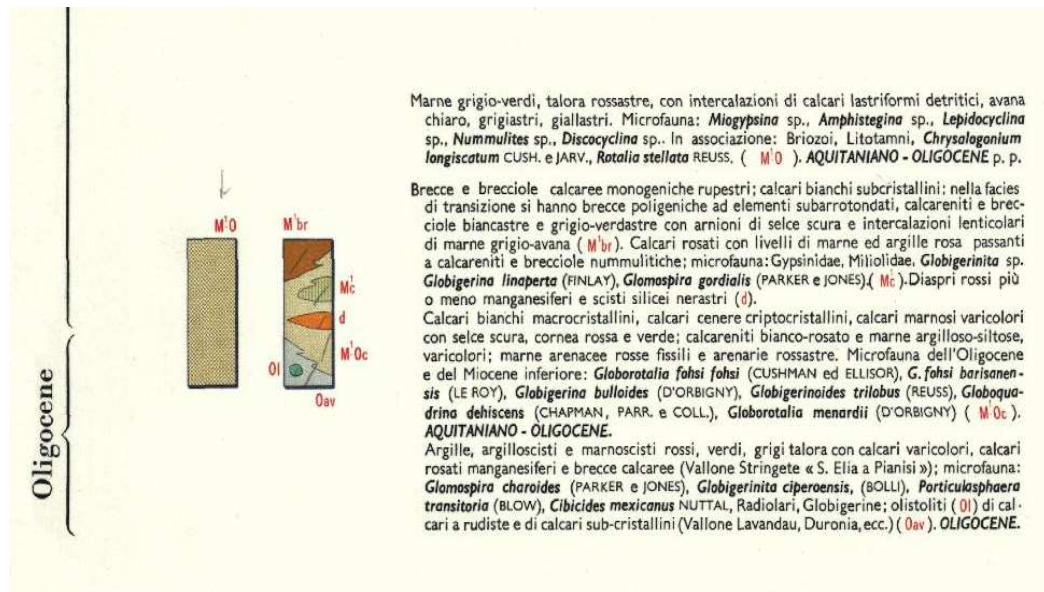 Oligocene
M¹O
M¹br
M¹c
d
M¹Oc
Ol
Oav
Marne grigio-verdi, talora rossastre, con intercalazioni di calcari lastriformi detritici, avana
chiaro, grigiastri, giallastri. Microfauna: Miogypsina sp., Amphistegina sp., Lepidocyclina
sp., Nummulites sp., Discocyclina sp.. In associazione: Briozoi, Litotamni, Chrysalogonium
longiscatum CUSH. e JARV., Rotalia stellata REUSS. ( M¹O ). AQUITANIANO - OLIGOCENE p. p.
Brecce e brecciole calcaree monogeniche rupestri; calcari bianchi subcristallini; nella facies
di transizione si hanno brecce poligeniche ad elementi subarrotondati, calcareniti e brec-
ciole biancastre e grigio-verdastre con arnioni di selce scura e intercalazioni lenticolari
di marne grigio-avana ( M¹br ). Calcari rosati con livelli di marne ed argille rosa passanti
a calcareniti e brecciole nummulitiche; microfauna: Gypsinidae, Miliolidae, Globigerinita sp.
Globigerina linaperta (FINLAY), Glomospira gordialis (PARKER e JONES),( M¹c ). Diaspri rossi più
o meno manganesiferi e scisti silicei nerastri (d).
Calcari bianchi macrocristallini, calcari cenere criptocristallini, calcari marnosi varicolori
con selce scura, cornea rossa e verde; calcareniti bianco-rosato e marne argilloso-siltose,
varicolori; marne arenacee rosse fissili e arenarie rossastre. Microfauna dell'Oligocene
e del Miocene inferiore: Globorotalia fohsi fohsi (CUSHMAN ed ELLISOR), G. fohsi barisanen-
sis (LE ROY), Globigerina bulloides (D'ORBIGNY), Globigerinoides trilobus (REUSS), Globoqua-
drina dehiscens (CHAPMAN, PARR. e COLL.), Globorotalia menardii (D'ORBIGNY) ( M¹Oc ).
AQUITANIANO - OLIGOCENE.
Argille, argilloscisti e marnoscisti rossi, verdi, grigi talora con calcari varicolori, calcari
rosati manganesiferi e brecce calcaree (Vallone Stringete « S. Elia a Pianisi »); microfauna:
Glomospira charoides (PARKER e JONES), Globigerinita ciperoensis, (BOLLI), Porticulasphaera
transitoria (BLOW), Cibicides mexicanus NUTTAL, Radiolari, Globigerine; olistoliti ( Ol ) di cal-
cari a rudiste e di calcari sub-cristallini (Vallone Lavandau, Duronia, ecc.) ( Oav ). OLIGOCENE.